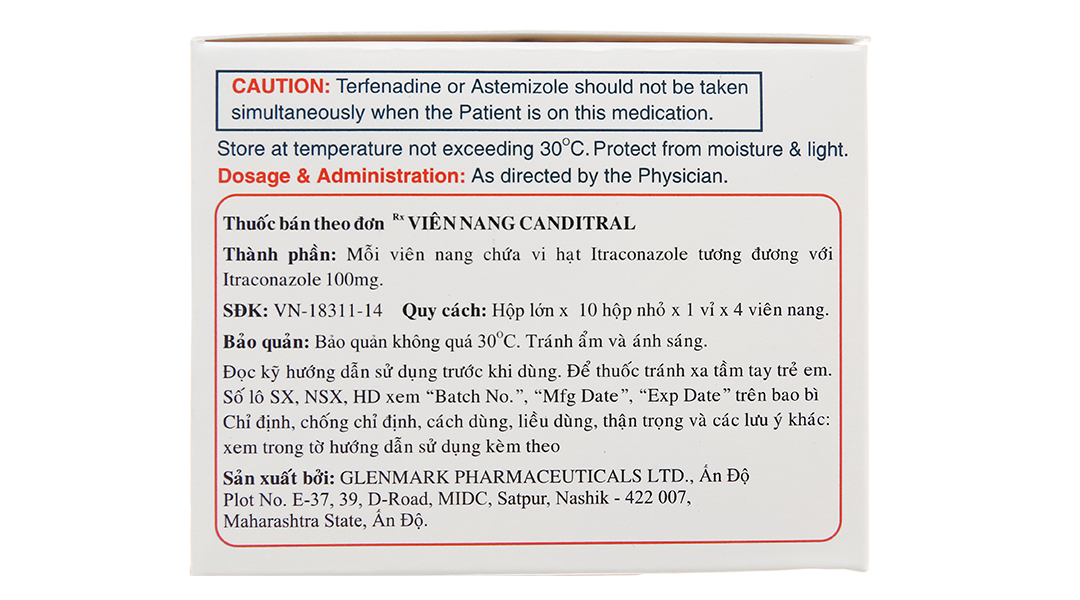 CAUTION: Terfenadine or Astemizole should not be taken
simultaneously when the Patient is on this medication.
Store at temperature not exceeding 30°C. Protect from moisture & light.
Dosage & Administration: As directed by the Physician.
Thuốc bán theo đơn Rx VIÊN NANG CANDITRAL
Thành phần: Mỗi viên nang chứa vi hạt Itraconazole tương đương với
Itraconazole 100mg.
SĐK: VN-18311-14 Quy cách: Hộp lớn x 10 hộp nhỏ x 1 vỉ x 4 viên nang.
Bảo quản: Bảo quản không quá 30°C. Tránh ẩm và ánh sáng.
Đọc kỹ hướng dẫn sử dụng trước khi dùng. Để thuốc tránh xa tầm tay trẻ em.
Số lô SX, NSX, HD xem “Batch No.”, “Mfg Date”, “Exp Date” trên bao bì
Chỉ định, chống chỉ định, cách dùng, liều dùng, thận trọng và các lưu ý khác:
xem trong tờ hướng dẫn sử dụng kèm theo
Sản xuất bởi: GLENMARK PHARMACEUTICALS LTD., Ấn Độ
Plot No. E-37, 39, D-Road, MIDC, Satpur, Nashik - 422 007,
Maharashtra State, Ấn Độ.